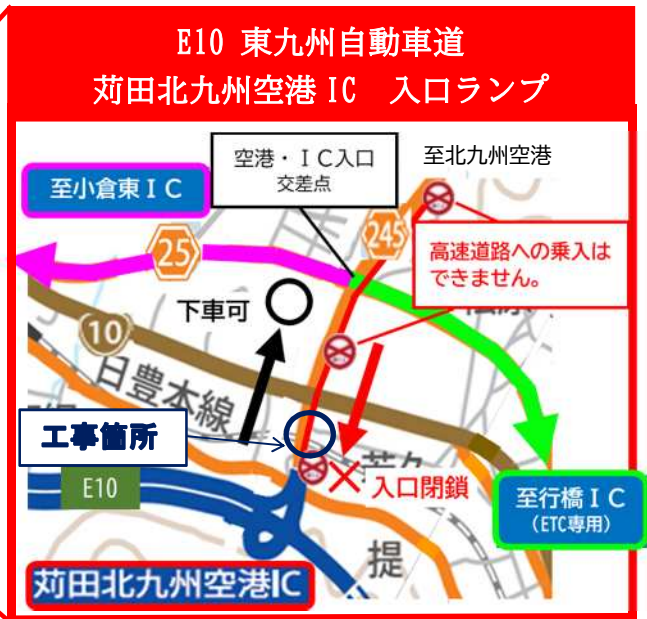 E10 東九州自動車道
苅田北九州空港IC 入口ランプ
空港・IC入口
交差点
至北九州空港
至小倉東IC
25
245
高速道路への乗入は
できません。
下車可
10
日豊本線
工事箇所
E10
入口閉鎖
至行橋IC
(ETC専用)
提
苅田北九州空港IC